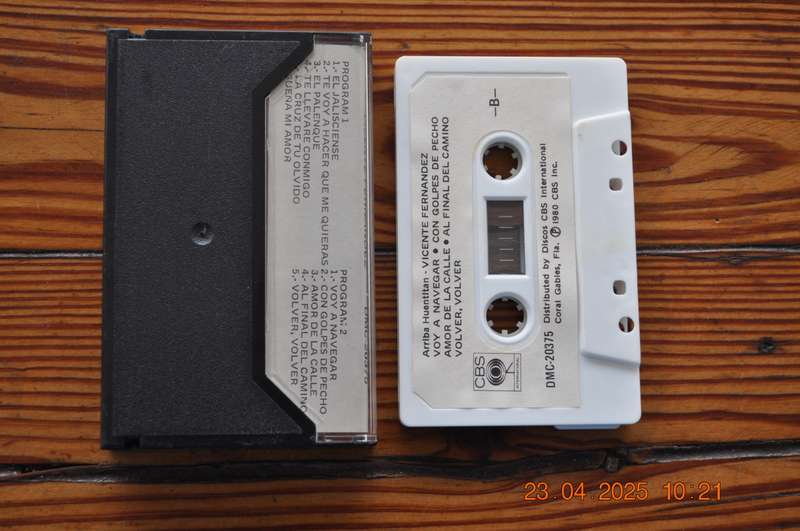 PROGRAM 1
1.- EL JALISCIENSE
2.- TE VOY A HACER QUE ME QUIERAS
3.- EL PALENQUE
4.- TE LLEVARE CONMIGO
LA CRUZ DE TU OLVIDO
MI AMOR
PROGRAM 2
1.- VOY A NAVEGAR
2.- CON GOLPES DE PECHO
3.- AMOR DE LA CALLE
4.- AL FINAL DEL CAMINO
5.- VOLVER, VOLVER
-B-
Arriba Huentitan - VICENTE FERNANDEZ
VOY A NAVEGAR • CON GOLPES DE PECHO
AMOR DE LA CALLE • AL FINAL DEL CAMINO
VOLVER, VOLVER
CBS
INTERNATIONAL
DMC-20375
Distributed by Discos CBS International
Coral Gables, Fla. ℗ 1980 CBS Inc.
23.04.2025 10:21